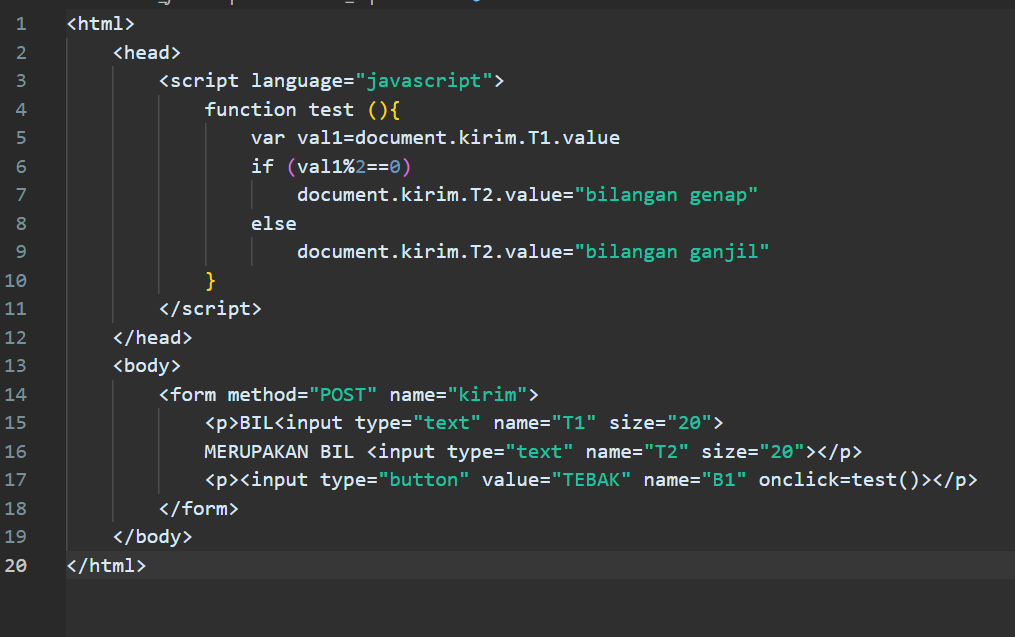 1 <html>
2 <head>
3 <script language="javascript">
4 function test (){
5 var val1=document.kirim.T1.value
6 if (val1%2==0)
7 document.kirim.T2.value="bilangan genap"
8 else
9 document.kirim.T2.value="bilangan ganjil"
10 }
11 </script>
12 </head>
13 <body>
14 <form method="POST" name="kirim">
15 <p>BIL<input type="text" name="T1" size="20">
16 MERUPAKAN BIL <input type="text" name="T2" size="20"></p>
17 <p><input type="button" value="TEBAK" name="B1" onclick=test()></p>
18 </form>
19 </body>
20 </html>